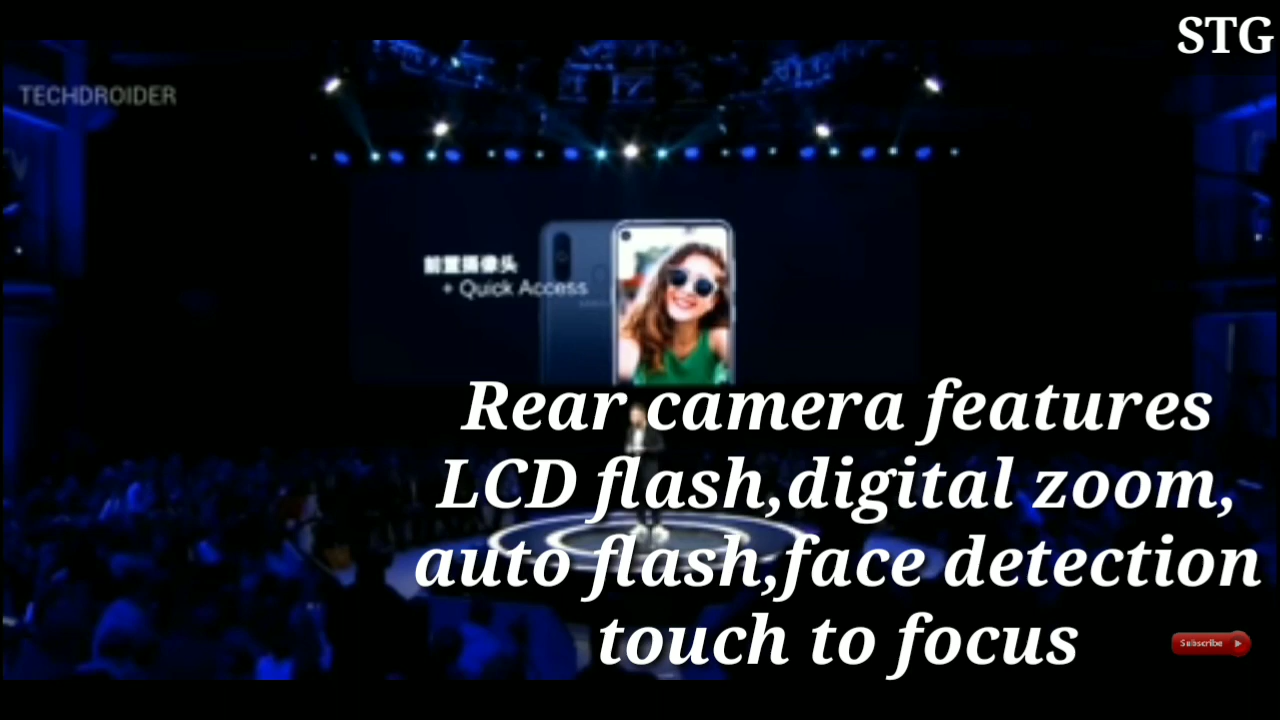 STG
TECHDROIDER
前置摄像头
+ Quick Access
Rear camera features
LCD flash,digital zoom,
auto flash,face detection
touch to focus
Subscribe